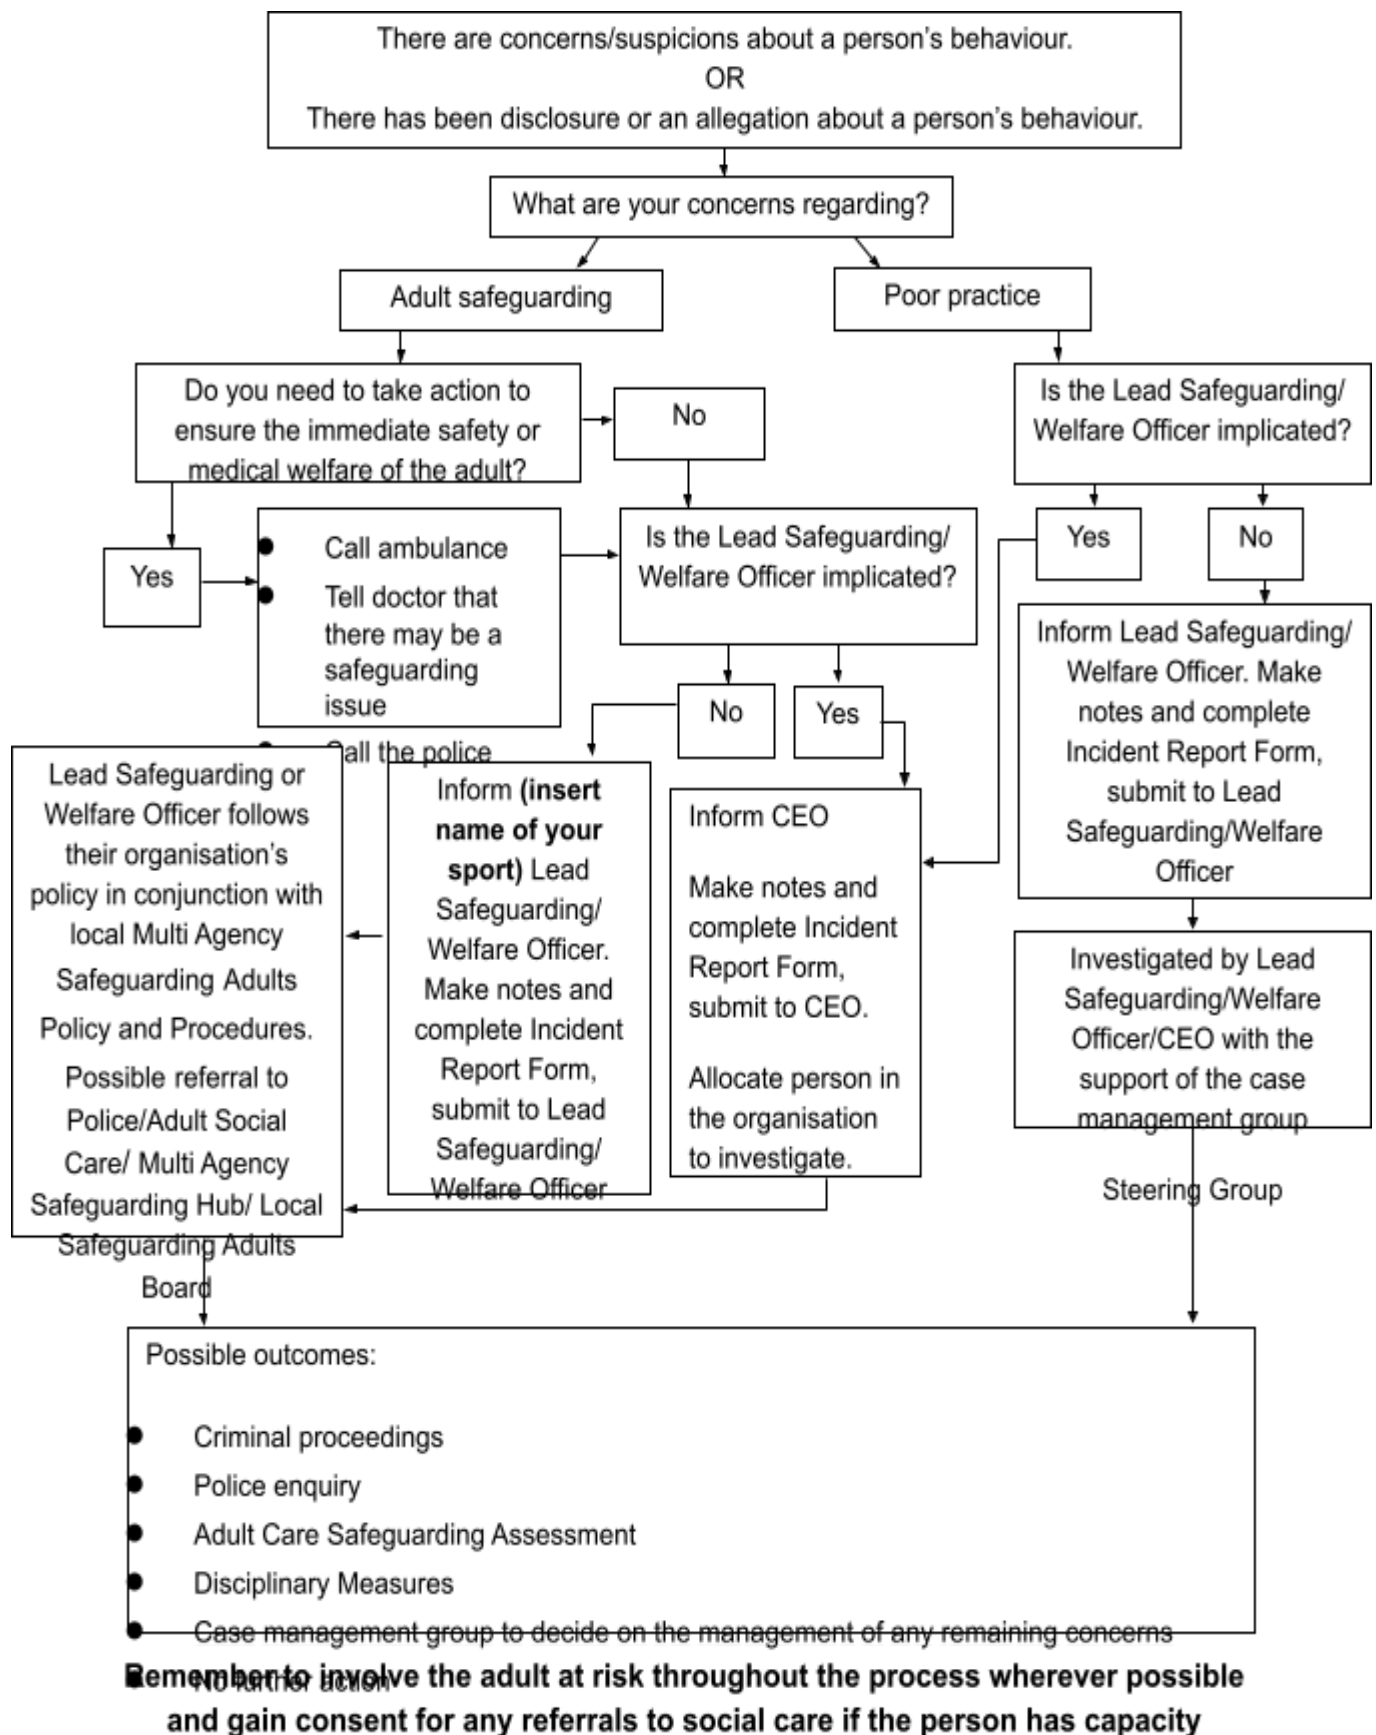 There are concerns/suspicions about a person's behaviour.
OR
There has been disclosure or an allegation about a person's behaviour.
What are your concerns regarding?
Adult safeguarding
Poor practice
Do you need to take action to
ensure the immediate safety or
medical welfare of the adult?
No
Is the Lead Safeguarding/
Welfare Officer implicated?
Yes
● Call ambulance
● Tell doctor that
there may be a
safeguarding
issue
● Call the police
Is the Lead Safeguarding/
Welfare Officer implicated?
Yes
No
No
Yes
Inform Lead Safeguarding/
Welfare Officer. Make
notes and complete
Incident Report Form,
submit to Lead
Safeguarding/Welfare
Officer
Lead Safeguarding or
Welfare Officer follows
their organisation's
policy in conjunction with
local Multi Agency
Safeguarding Adults
Policy and Procedures.
Possible referral to
Police/Adult Social
Care/ Multi Agency
Safeguarding Hub/ Local
Safeguarding Adults
Board
Inform (insert
name of your
sport) Lead
Safeguarding/
Welfare Officer.
Make notes and
complete Incident
Report Form,
submit to Lead
Safeguarding/
Welfare Officer
Inform CEO
Make notes and
complete Incident
Report Form,
submit to CEO.
Allocate person in
the organisation
to investigate.
Investigated by Lead
Safeguarding/Welfare
Officer/CEO with the
support of the case
management group
Steering Group
Possible outcomes:
● Criminal proceedings
● Police enquiry
● Adult Care Safeguarding Assessment
● Disciplinary Measures
● Case management group to decide on the management of any remaining concerns
● No further action
Remember to involve the adult at risk throughout the process wherever possible
and gain consent for any referrals to social care if the person has capacity